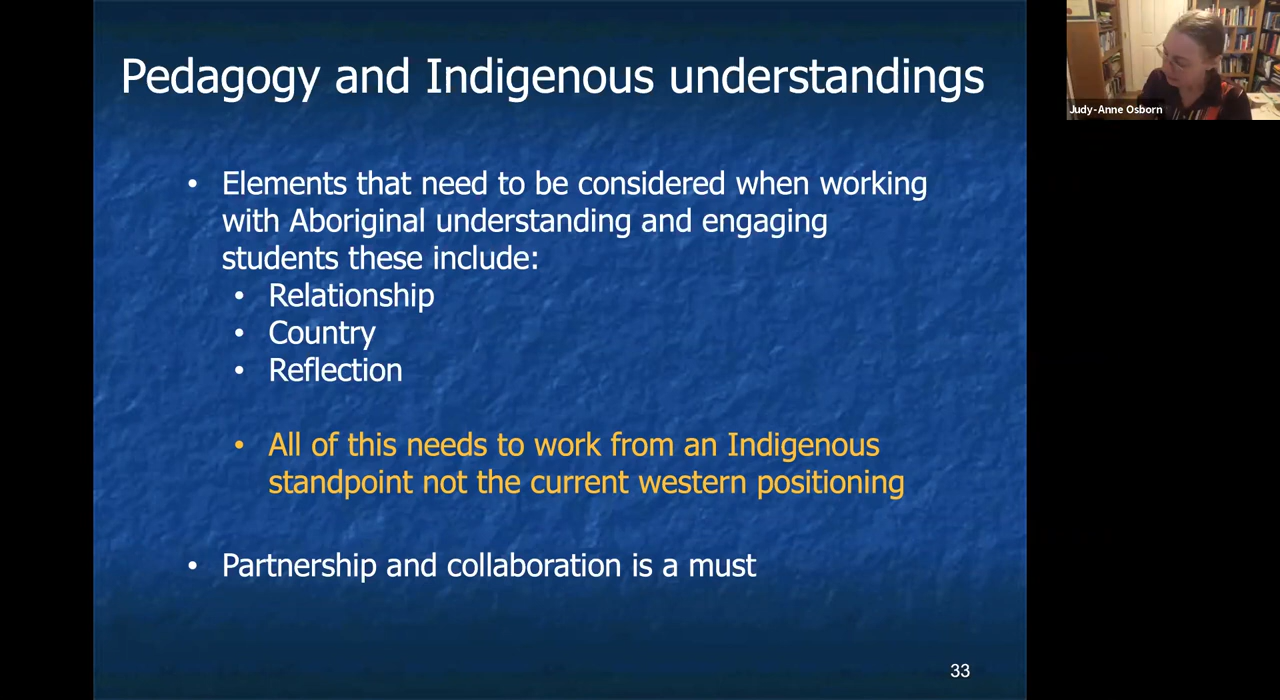 Pedagogy and Indigenous understandings
• Elements that need to be considered when working
with Aboriginal understanding and engaging
students these include:
• Relationship
• Country
• Reflection
• All of this needs to work from an Indigenous
standpoint not the current western positioning
• Partnership and collaboration is a must
33
Judy-Anne Osborn